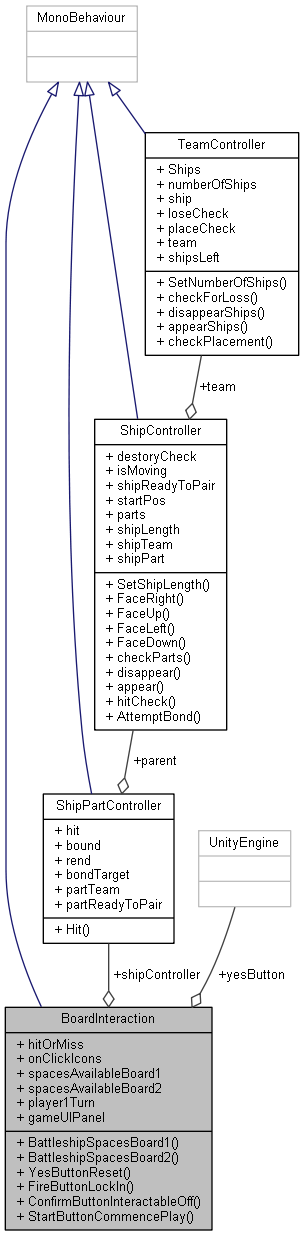 MonoBehaviour
TeamController
+ Ships
+ numberOfShips
+ ship
+ loseCheck
+ placeCheck
+ team
+ shipsLeft
+ SetNumberOfShips()
+ checkForLoss()
+ disappearShips()
+ appearShips()
+ checkPlacement()
+team
ShipController
+ destoryCheck
+ isMoving
+ shipReadyToPair
+ startPos
+ parts
+ shipLength
+ shipTeam
+ shipPart
+ SetShipLength()
+ FaceRight()
+ FaceUp()
+ FaceLeft()
+ FaceDown()
+ checkParts()
+ disappear()
+ appear()
+ hitCheck()
+ AttemptBond()
+parent
ShipPartController
+ hit
+ bound
+ rend
+ bondTarget
+ partTeam
+ partReadyToPair
+ Hit()
UnityEngine
+shipController
+yesButton
BoardInteraction
+ hitOrMiss
+ onClickIcons
+ spacesAvailableBoard1
+ spacesAvailableBoard2
+ player1Turn
+ gameUIPanel
+ BattleshipSpacesBoard1()
+ BattleshipSpacesBoard2()
+ YesButtonReset()
+ FireButtonLockIn()
+ ConfirmButtonInteractableOff()
+ StartButtonCommencePlay()